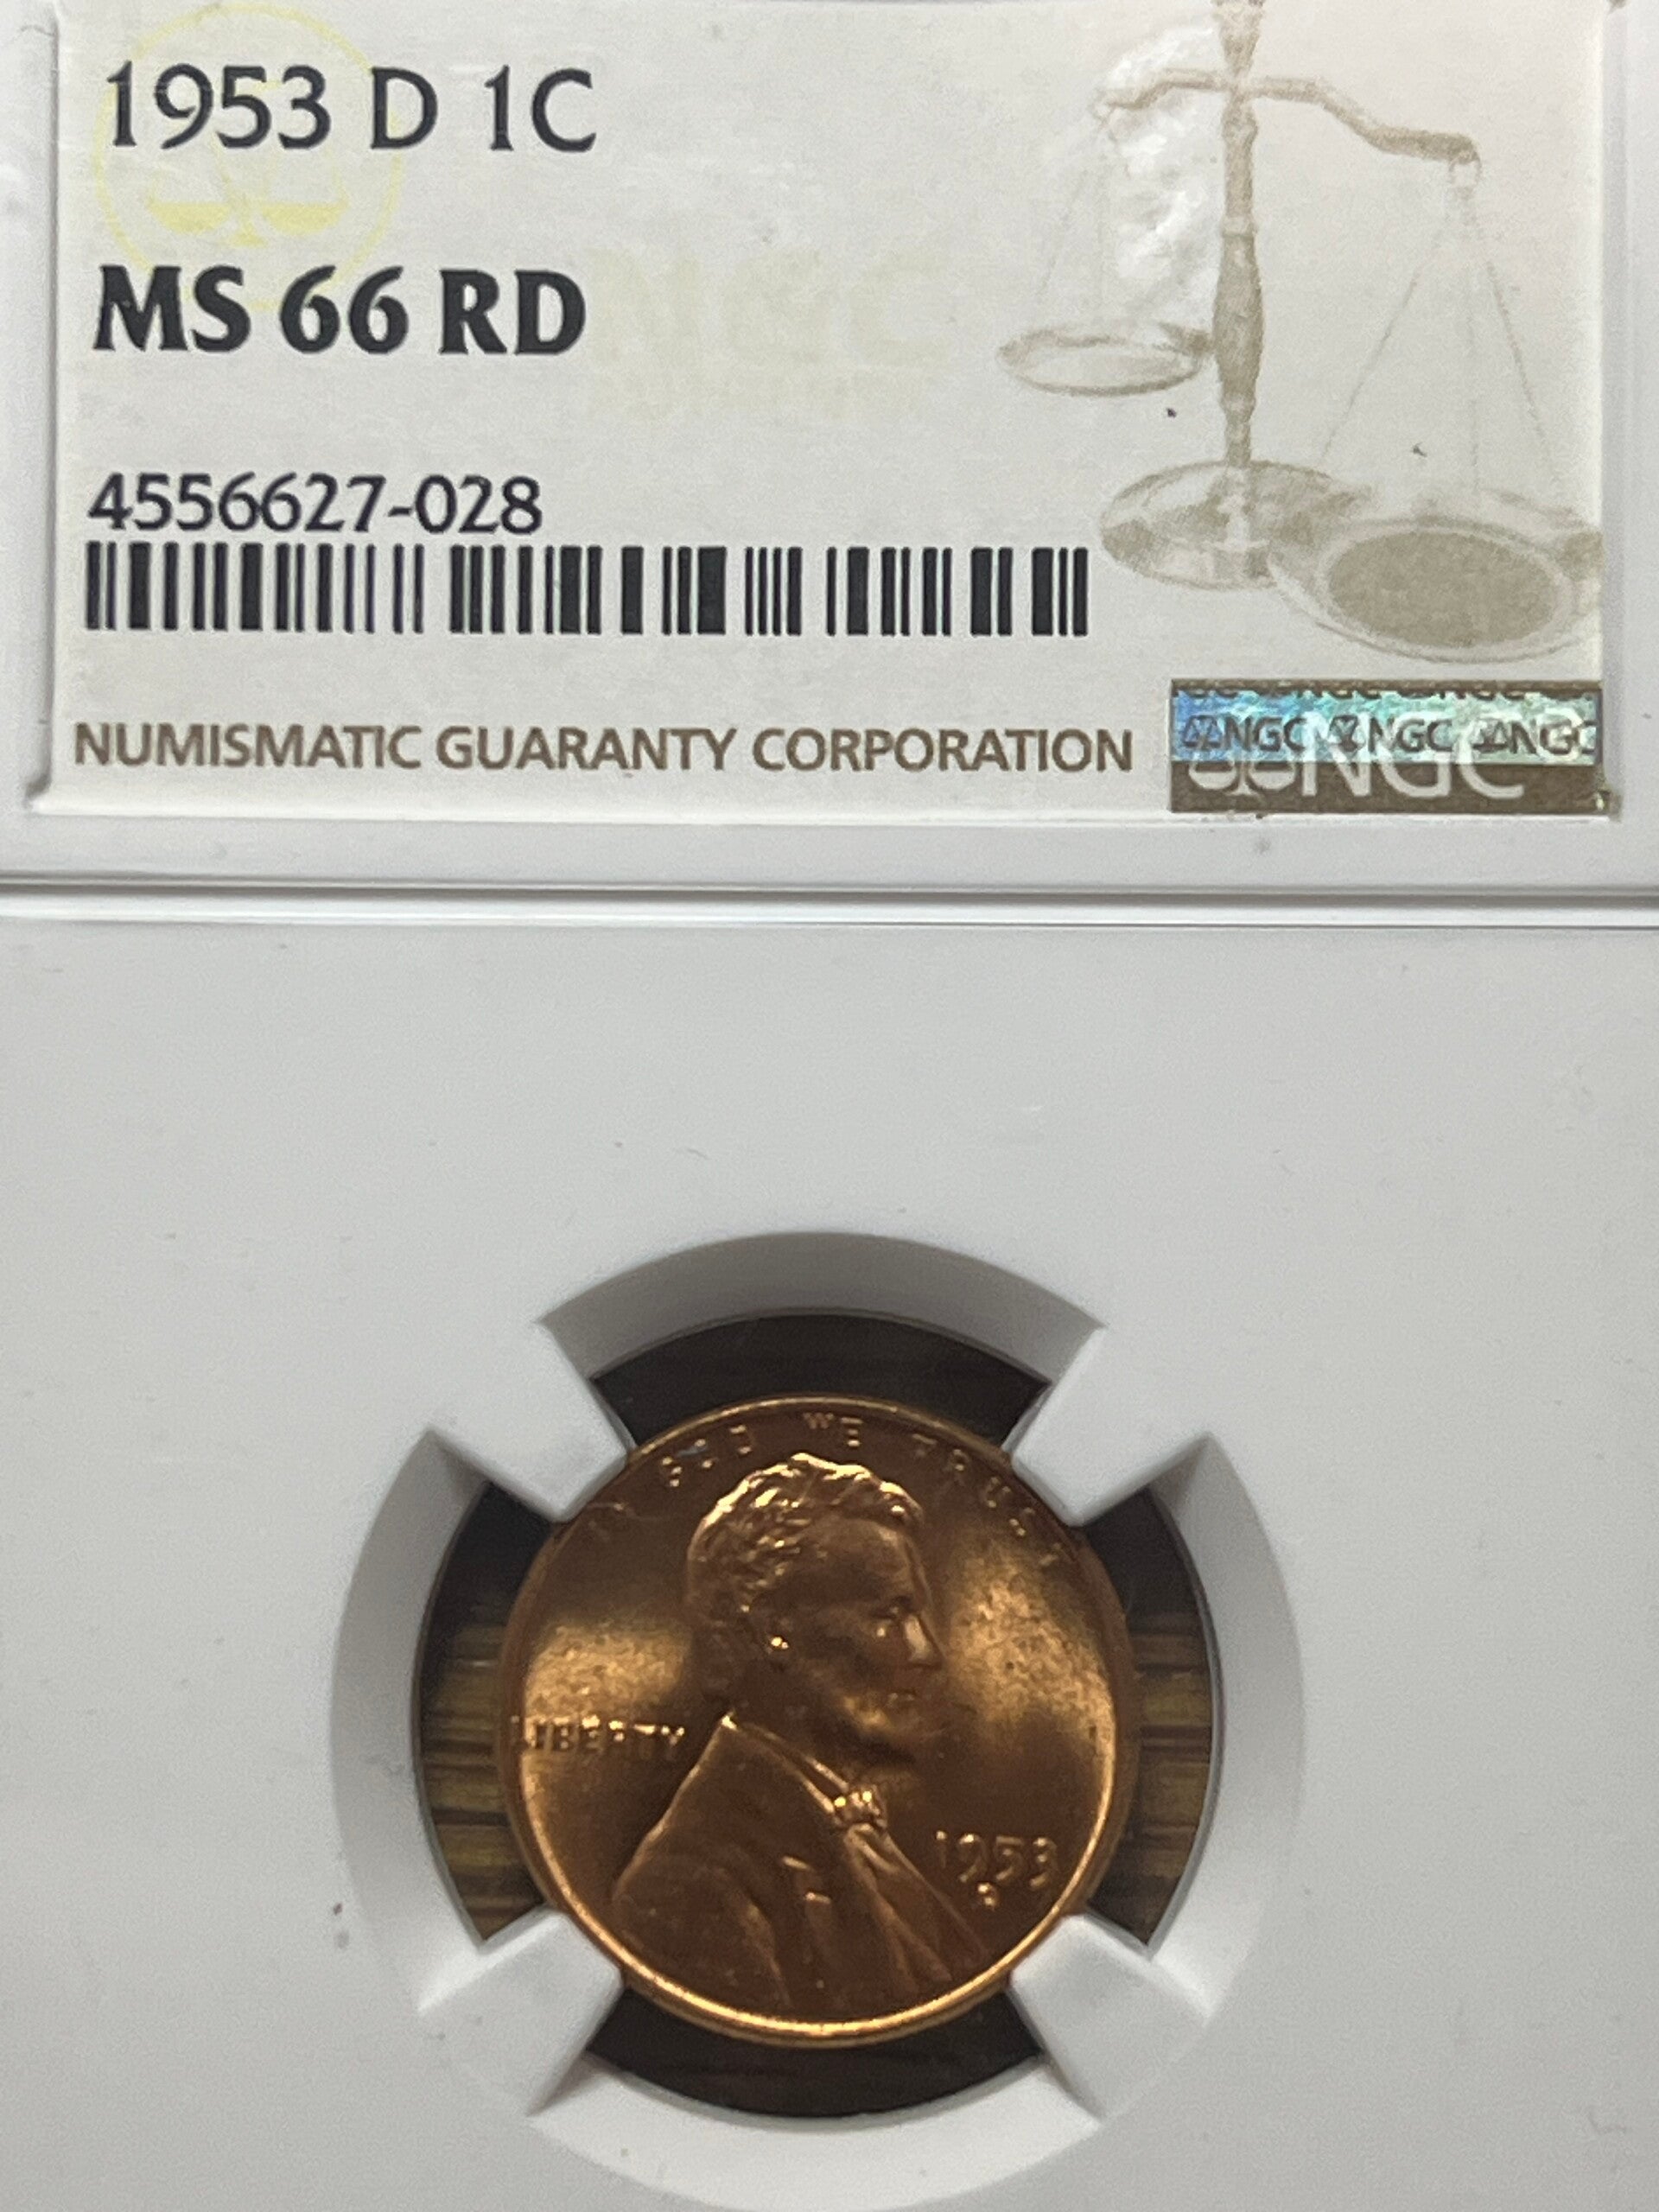 1953 D 1C
MS 66 RD
4556627-028
NUMISMATIC GUARANTY CORPORATION
NGC NGC NGC
NGC
GOD WE TRUST
LIBERTY
1953
D